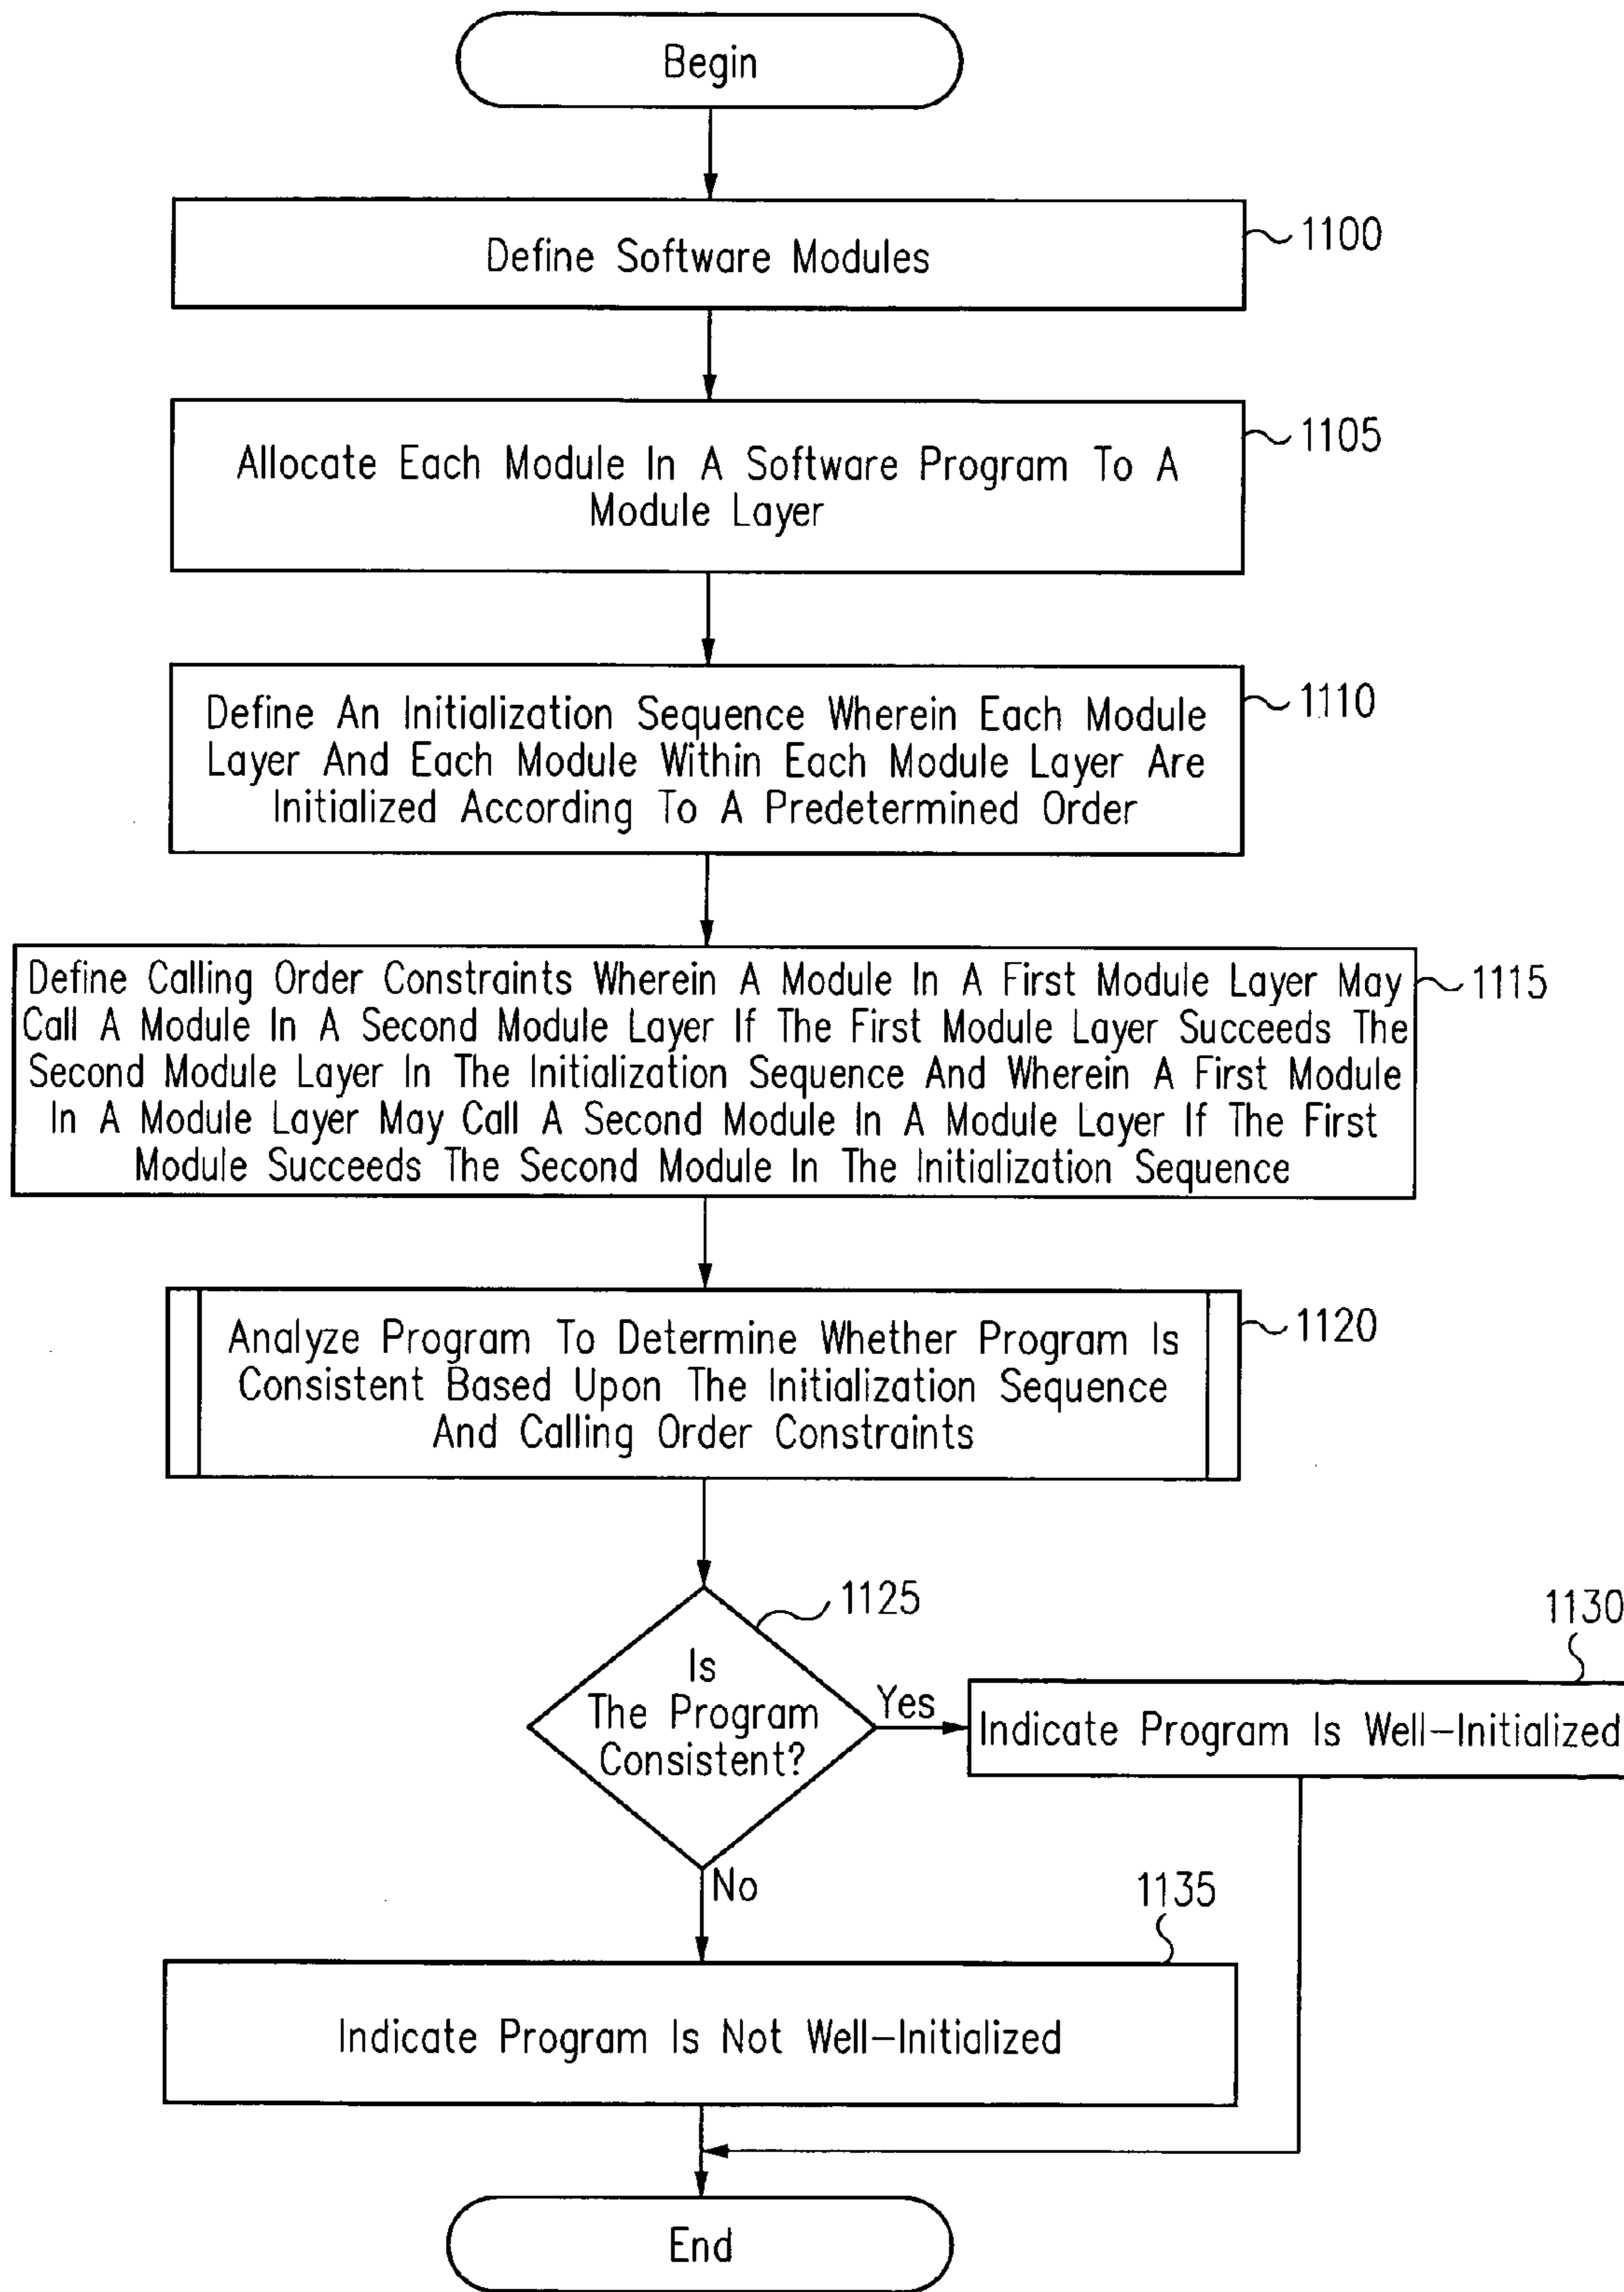 Begin
Define Software Modules
1100
Allocate Each Module In A Software Program To A
Module Layer
1105
Define An Initialization Sequence Wherein Each Module
Layer And Each Module Within Each Module Layer Are
Initialized According To A Predetermined Order
1110
Define Calling Order Constraints Wherein A Module In A First Module Layer May
Call A Module In A Second Module Layer If The First Module Layer Succeeds The
Second Module Layer In The Initialization Sequence And Wherein A First Module
In A Module Layer May Call A Second Module In A Module Layer If The First
Module Succeeds The Second Module In The Initialization Sequence
1115
Analyze Program To Determine Whether Program Is
Consistent Based Upon The Initialization Sequence
And Calling Order Constraints
1120
1125
Is
The Program
Consistent?
Yes
1130
Indicate Program Is Well-Initialized
No
1135
Indicate Program Is Not Well-Initialized
End